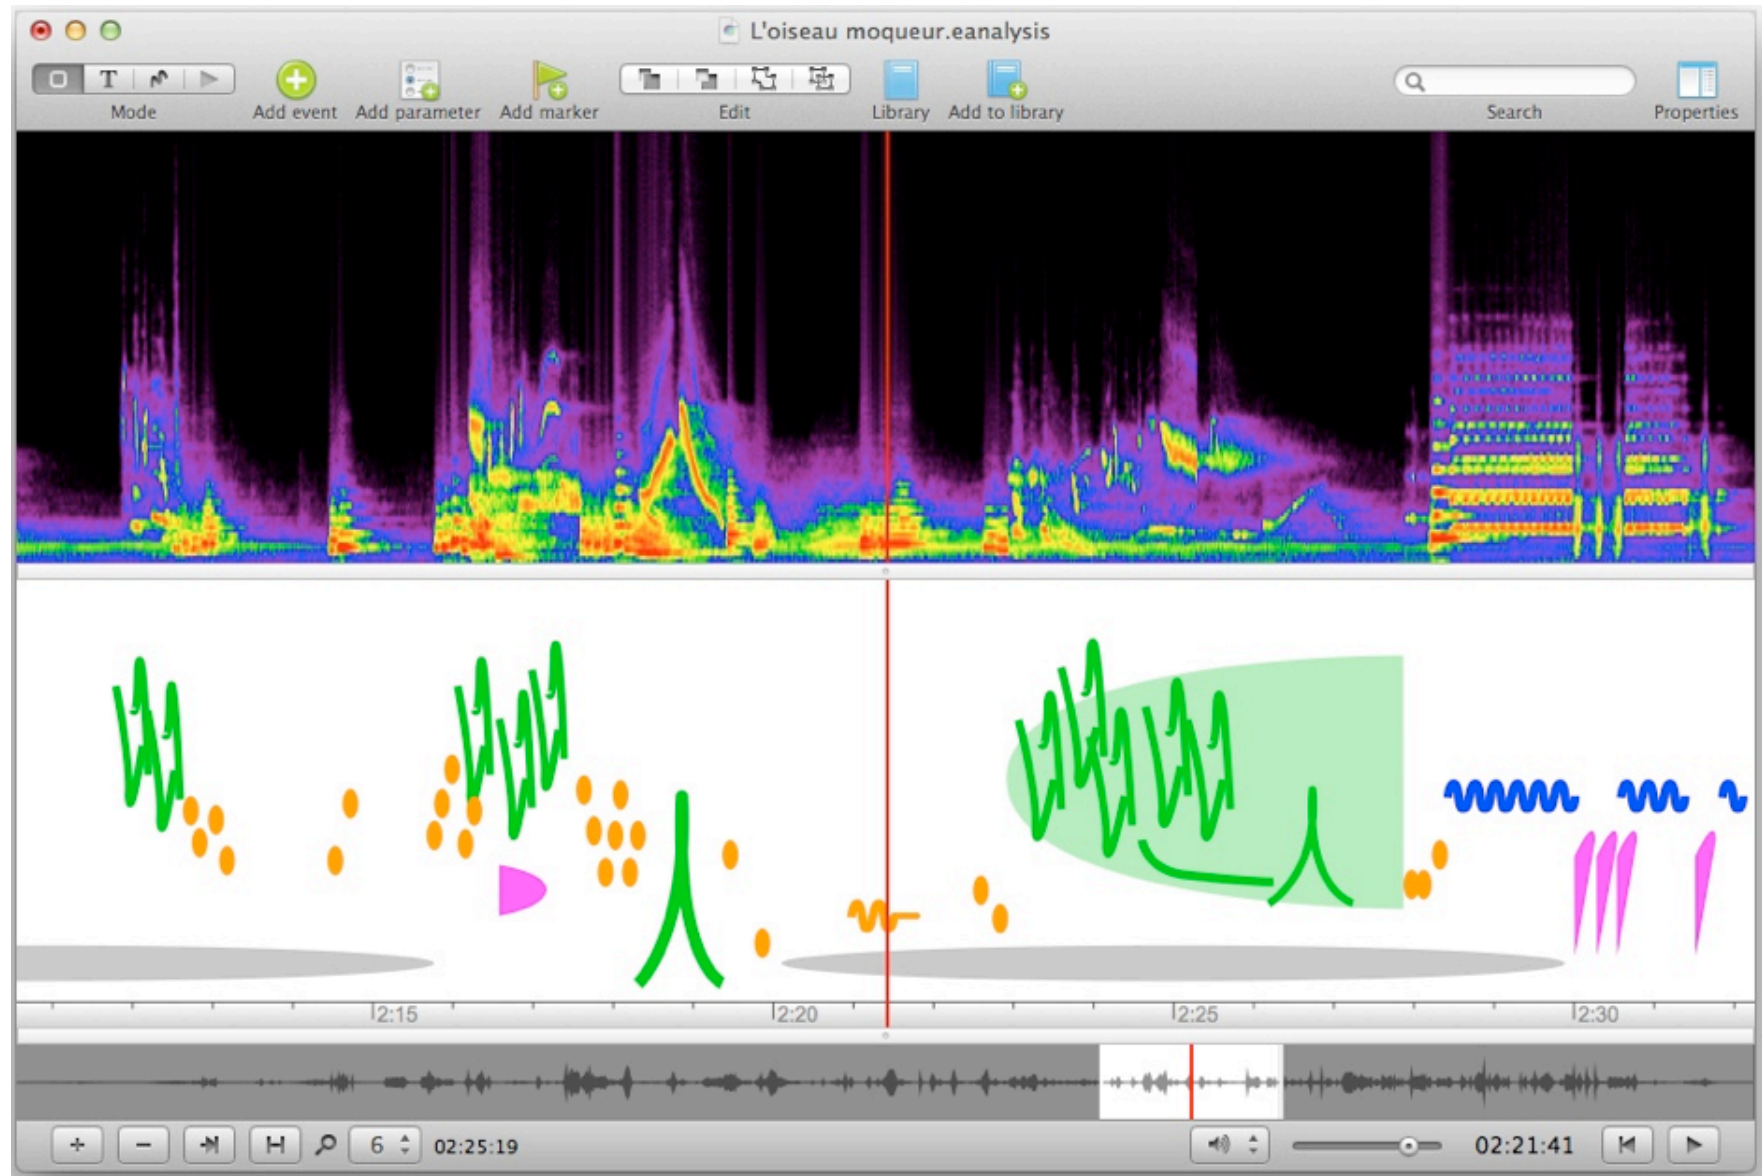 L'oiseau moqueur.eanalysis
T
Mode
Add event
Add parameter
Add marker
Edit
Library
Add to library
Search
Properties
2:15
2:20
2:25
2:30
6
02:25:19
02:21:41